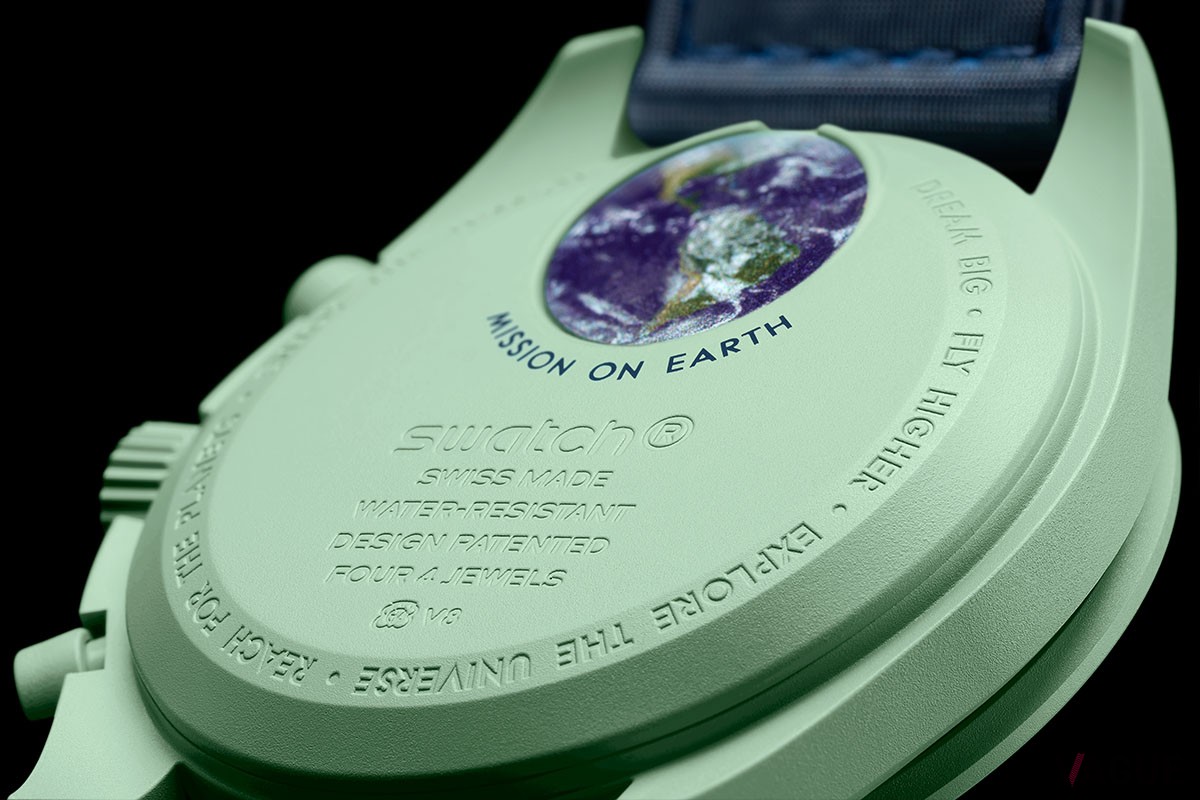 MISSION ON EARTH
swatch®
SWISS MADE
WATER-RESISTANT
DESIGN PATENTED
FOUR 4 JEWELS
V8
DREAM BIG • FLY HIGHER • EXPLORE THE UNIVERSE • REACH FOR THE PLANETS •